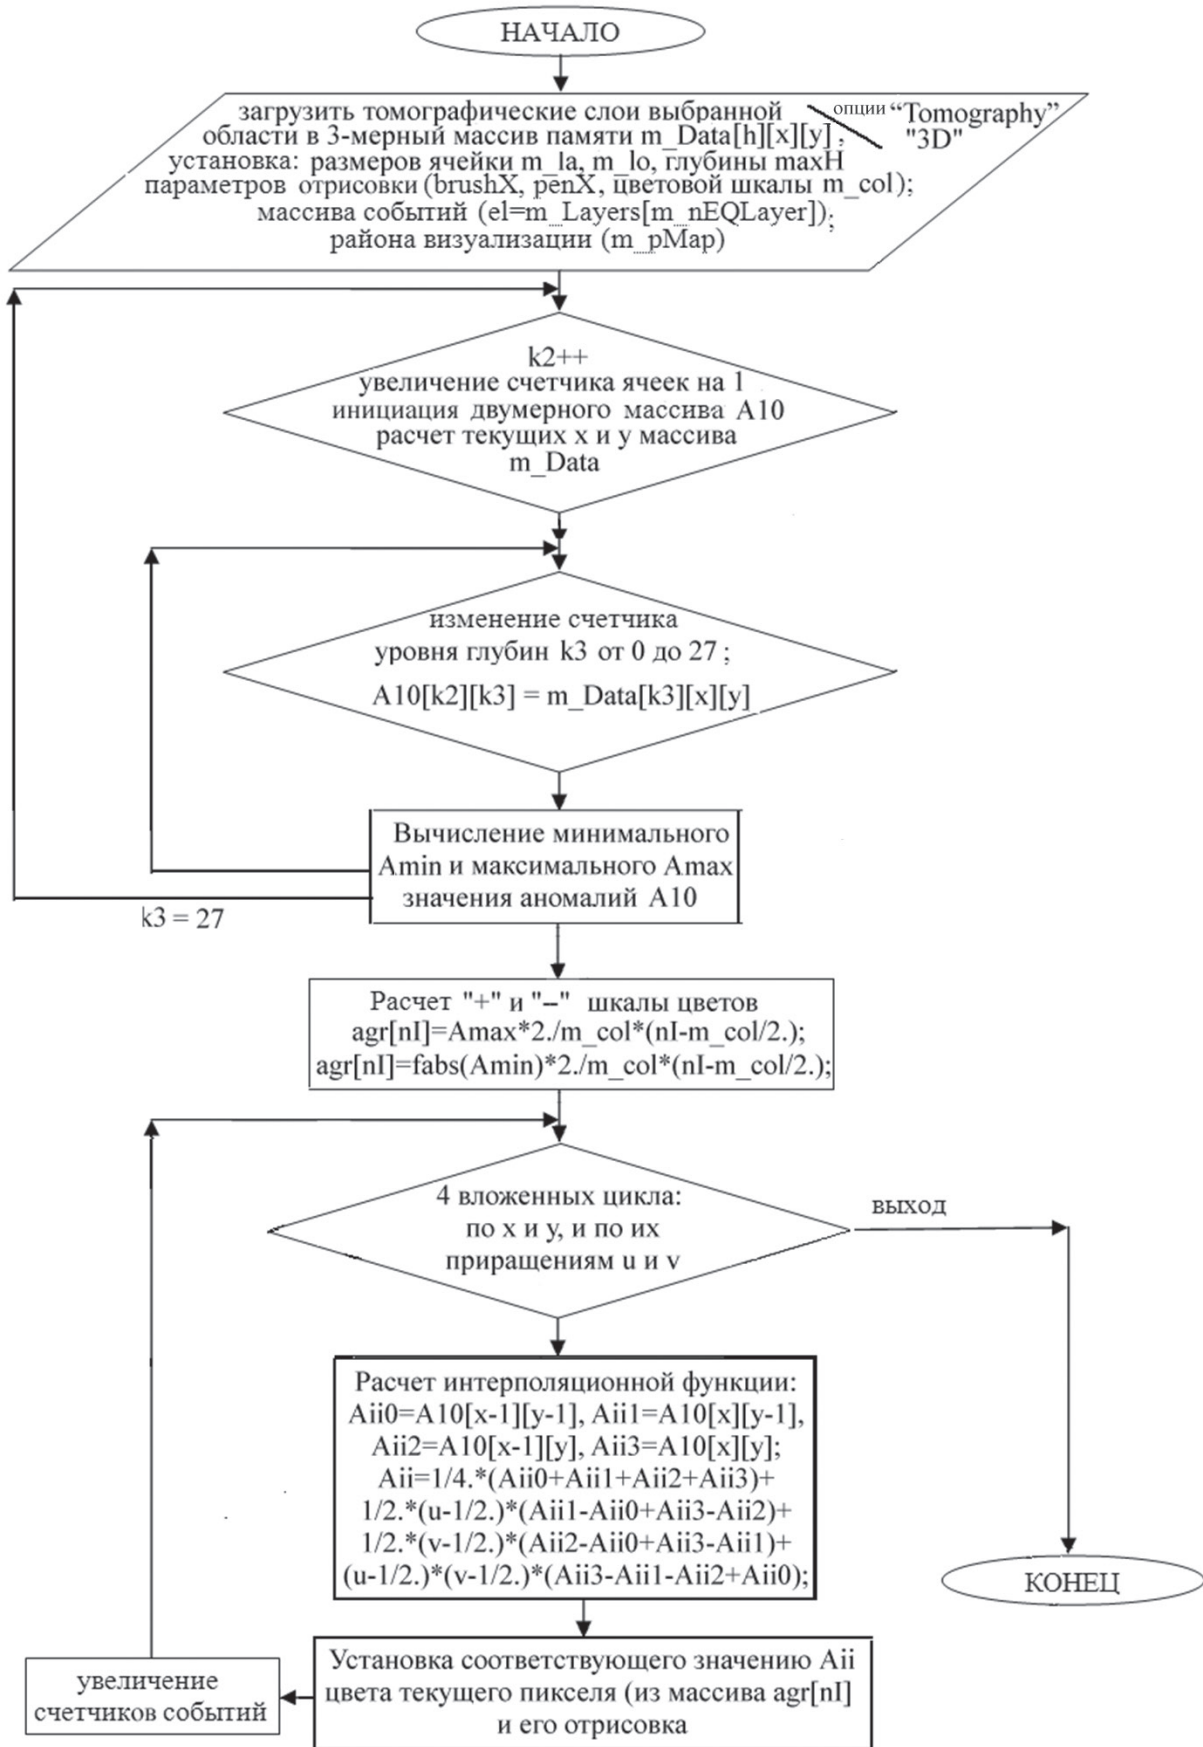 НАЧАЛО
загрузить томографические слои выбранной
опции “Tomography”
области в 3-мерный массив памяти m_Data[h][x][y] ,
"3D"
установка: размеров ячейки m_la, m_lo, глубины maxH
параметров отрисовки (brushX, penX, цветовой шкалы m_col);
массива событий (el=m_Layers[m_nEQLayer]);
района визуализации (m_pMap)
k2++
увеличение счетчика ячеек на 1
инициация двумерного массива A10
расчет текущих x и y массива
m_Data
изменение счетчика
уровня глубин k3 от 0 до 27 ;
A10[k2][k3] = m_Data[k3][x][y]
Вычисление минимального
Amin и максимального Amax
значения аномалий A10
k3 = 27
Расчет "+" и "–" шкалы цветов
agr[nI]=Amax*2./m_col*(nI-m_col/2.);
agr[nI]=fabs(Amin)*2./m_col*(nI-m_col/2.);
4 вложенных цикла:
по x и y, и по их
приращениям u и v
выход
Расчет интерполяционной функции:
Aii0=A10[x-1][y-1], Aii1=A10[x][y-1],
Aii2=A10[x-1][y], Aii3=A10[x][y];
Aii=1/4.*(Aii0+Aii1+Aii2+Aii3)+
1/2.*(u-1/2.)*(Aii1-Aii0+Aii3-Aii2)+
1/2.*(v-1/2.)*(Aii2-Aii0+Aii3-Aii1)+
(u-1/2.)*(v-1/2.)*(Aii3-Aii1-Aii2+Aii0);
КОНЕЦ
Установка соответствующего значению Aii
цвета текущего пикселя (из массива agr[nI]
и его отрисовка
увеличение
счетчиков событий